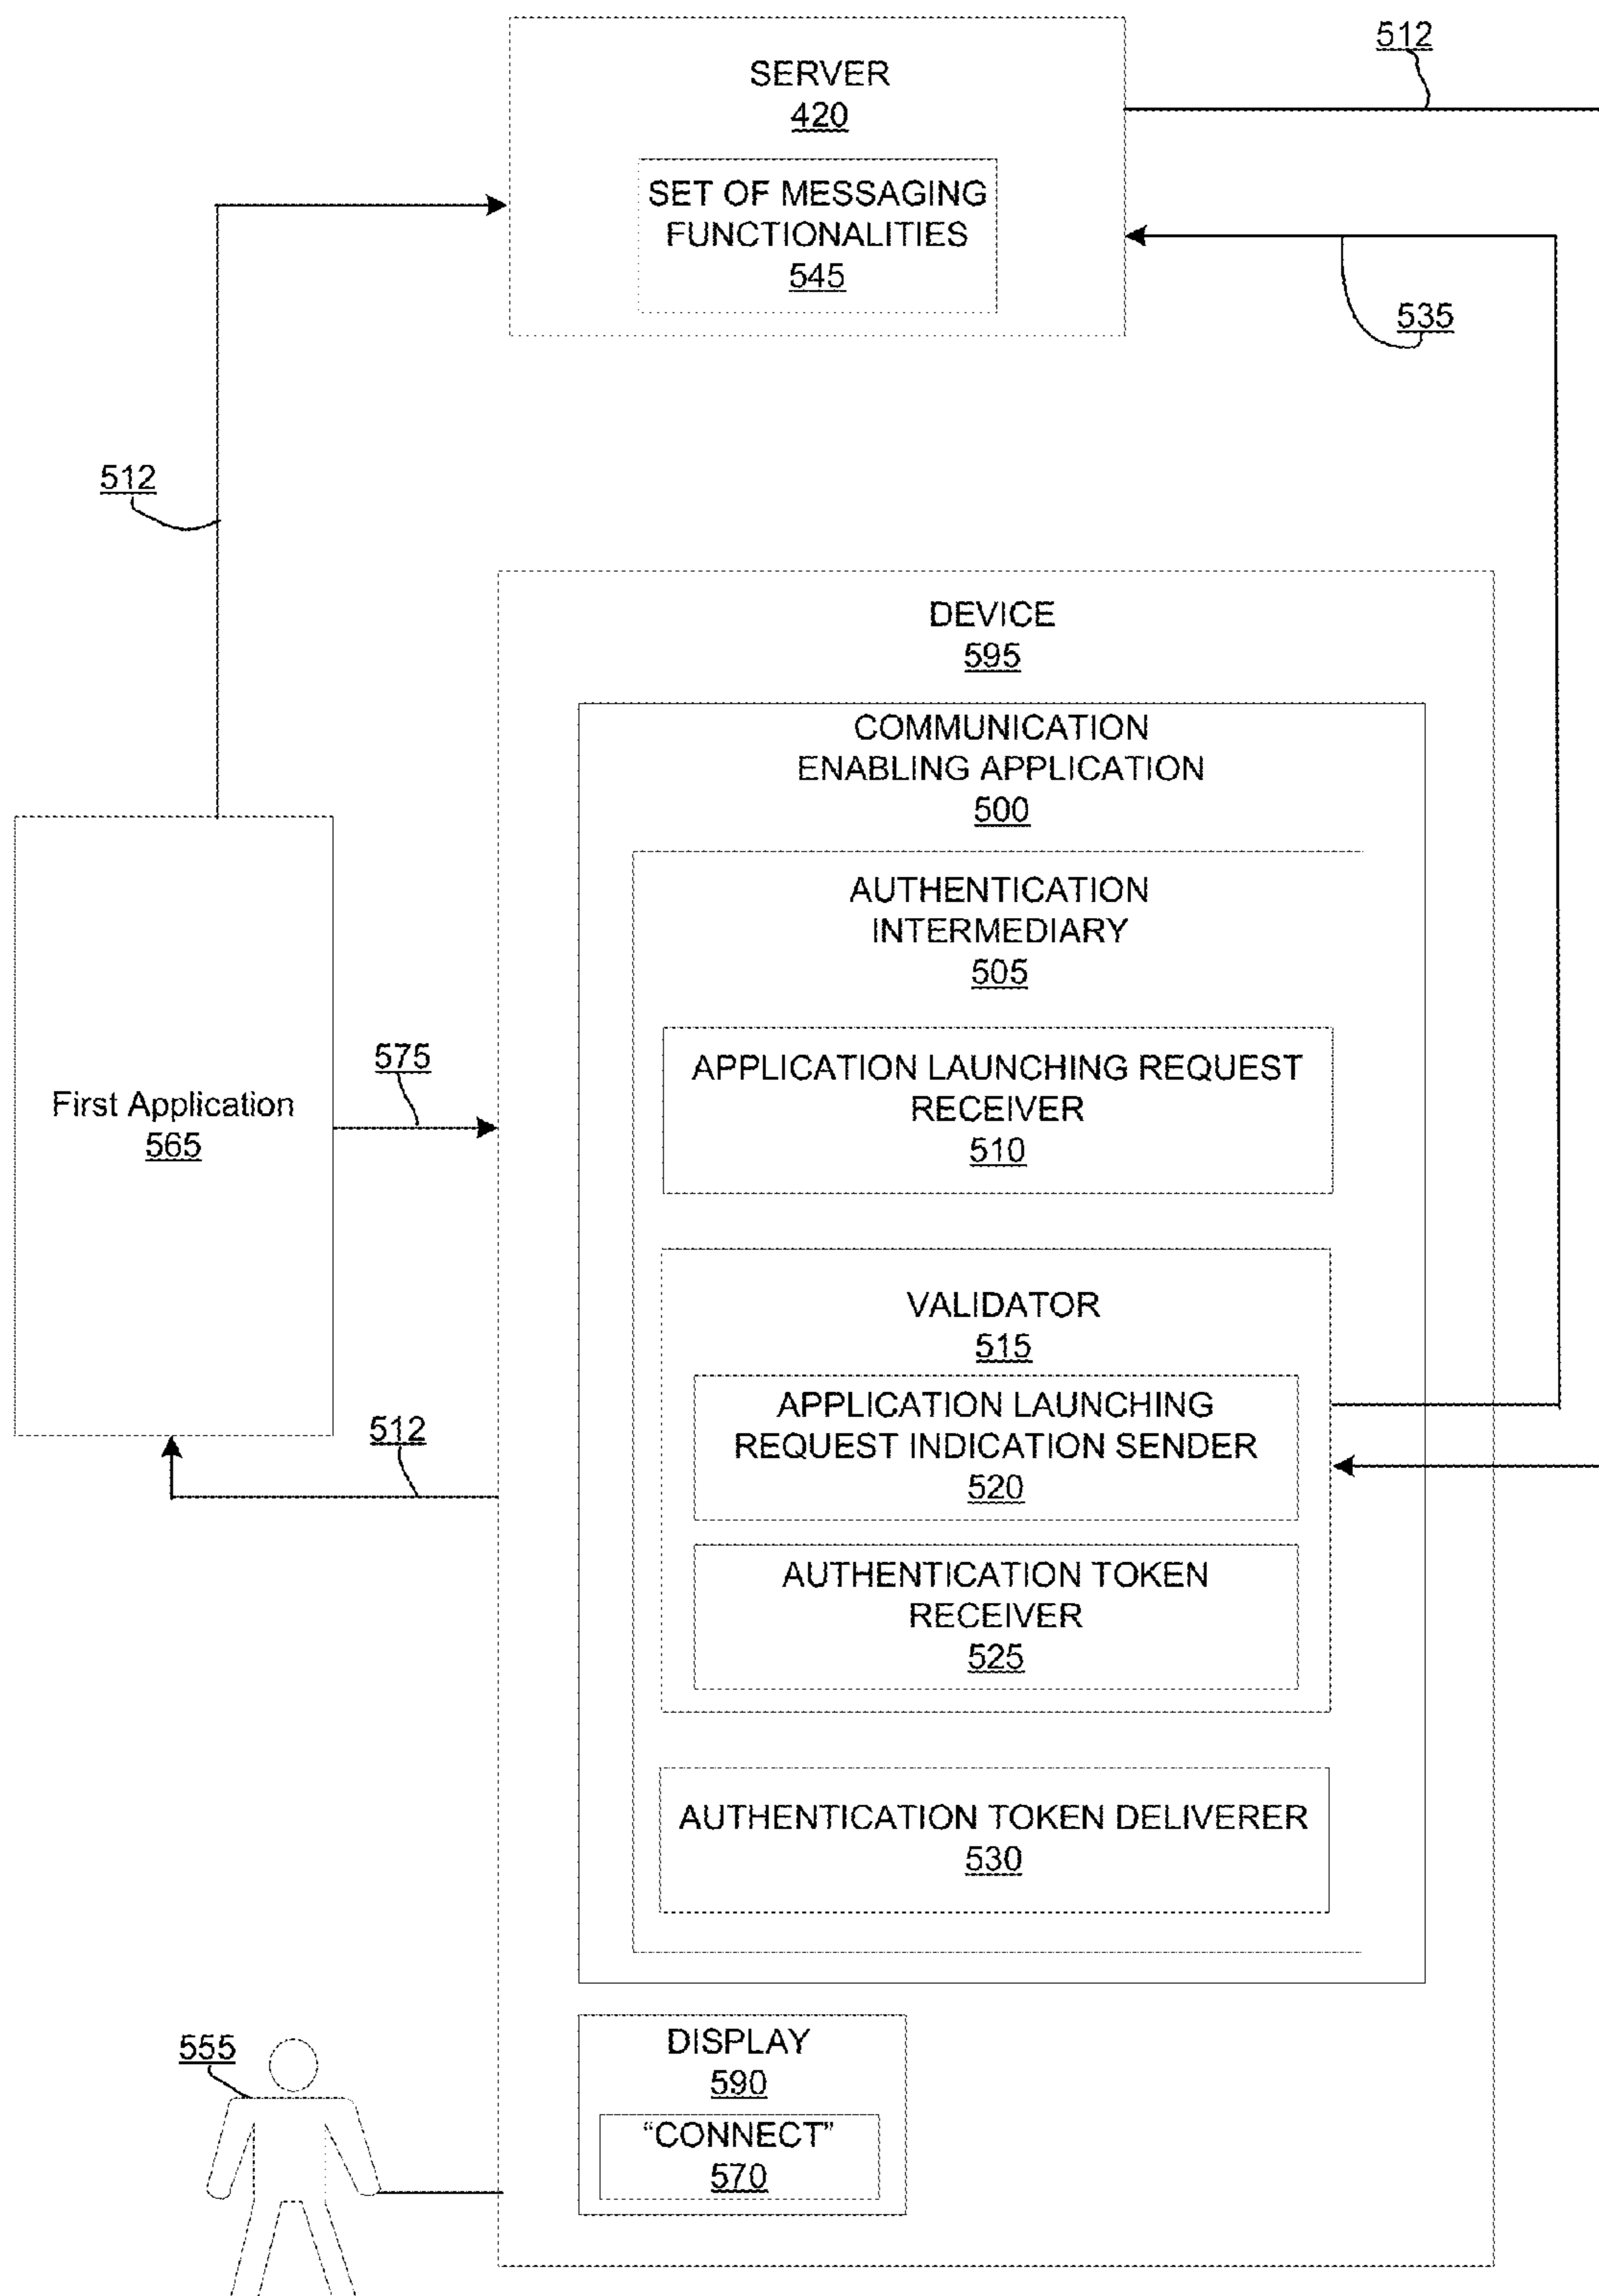 512
SERVER
420
SET OF MESSAGING
FUNCTIONALITIES
545
535
512
DEVICE
595
COMMUNICATION
ENABLING APPLICATION
500
AUTHENTICATION
INTERMEDIARY
505
575
APPLICATION LAUNCHING REQUEST
RECEIVER
510
First Application
565
VALIDATOR
515
APPLICATION LAUNCHING
REQUEST INDICATION SENDER
520
512
AUTHENTICATION TOKEN
RECEIVER
525
AUTHENTICATION TOKEN DELIVERER
530
555
DISPLAY
590
“CONNECT”
570